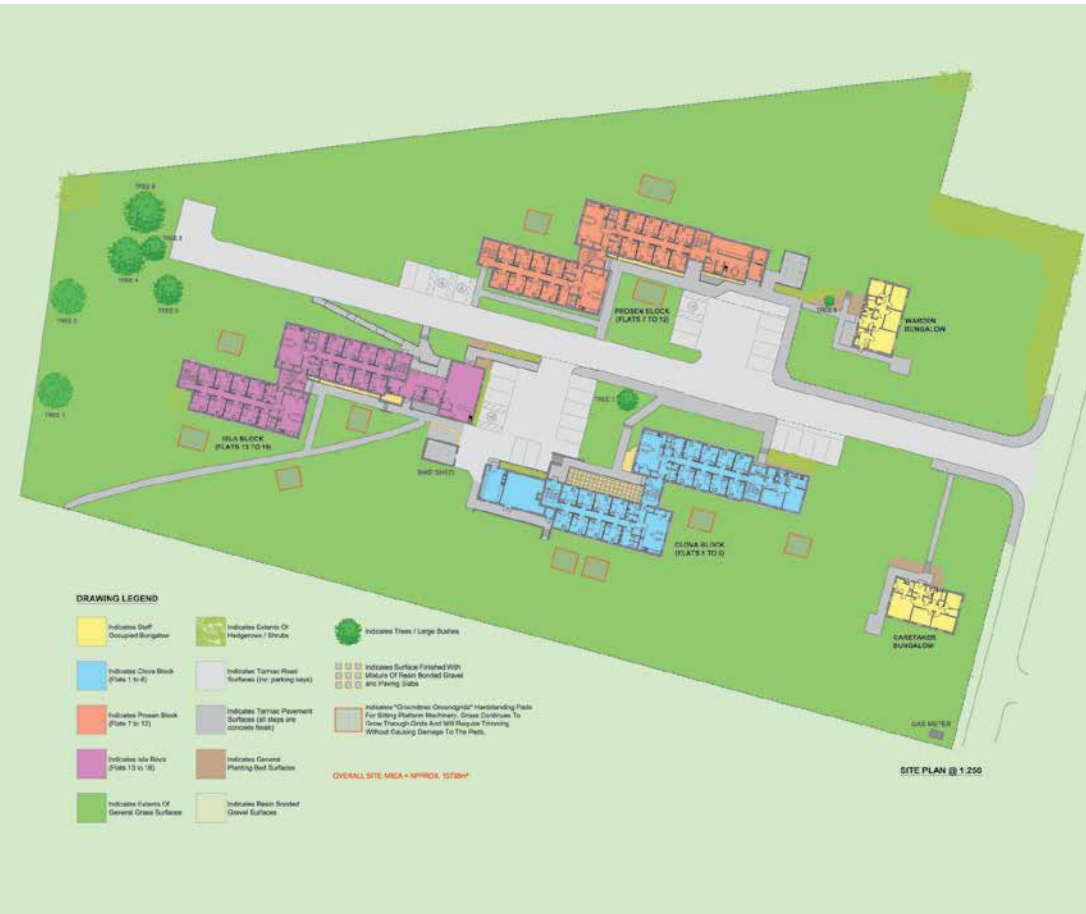 TREE 6
TREE 5
TREE 4
TREE 3
TREE 2
TREE 1
PROSEN BLOCK
(FLATS 7 TO 12)
WARDEN
BUNGALOW
TREE 7
ISLA BLOCK
(FLATS 13 TO 18)
BIKE SHED
CLOVA BLOCK
(FLATS 1 TO 6)
CARETAKER
BUNGALOW
GAS METER
SITE PLAN @ 1:250
DRAWING LEGEND
Indicates Staff
Occupied Bungalow
Indicates Clova Block
(Flats 1 to 6)
Indicates Prosen Block
(Flats 7 to 12)
Indicates Isla Block
(Flats 13 to 18)
Indicates Extents Of
General Grass Surfaces
Indicates Extents Of
Hedgerows / Shrubs
Indicates Tarmac Road
Surfaces (inc parking bays)
Indicates Tarmac Pavement
Surfaces (all steps are
concrete finish)
Indicates General
Planting Bed Surfaces
Indicates Resin Bonded
Gravel Surfaces
Indicates Trees / Large Bushes
Indicates Surface Finished With
Mixture Of Resin Bonded Gravel
and Paving Slabs
Indicates "Groundtrax Groundgrids" Hardstanding Pads
For Sitting Platform Machinery. Grass Continues To
Grow Through Grids And Will Require Trimming
Without Causing Damage To The Pads.
OVERALL SITE AREA = APPROX.